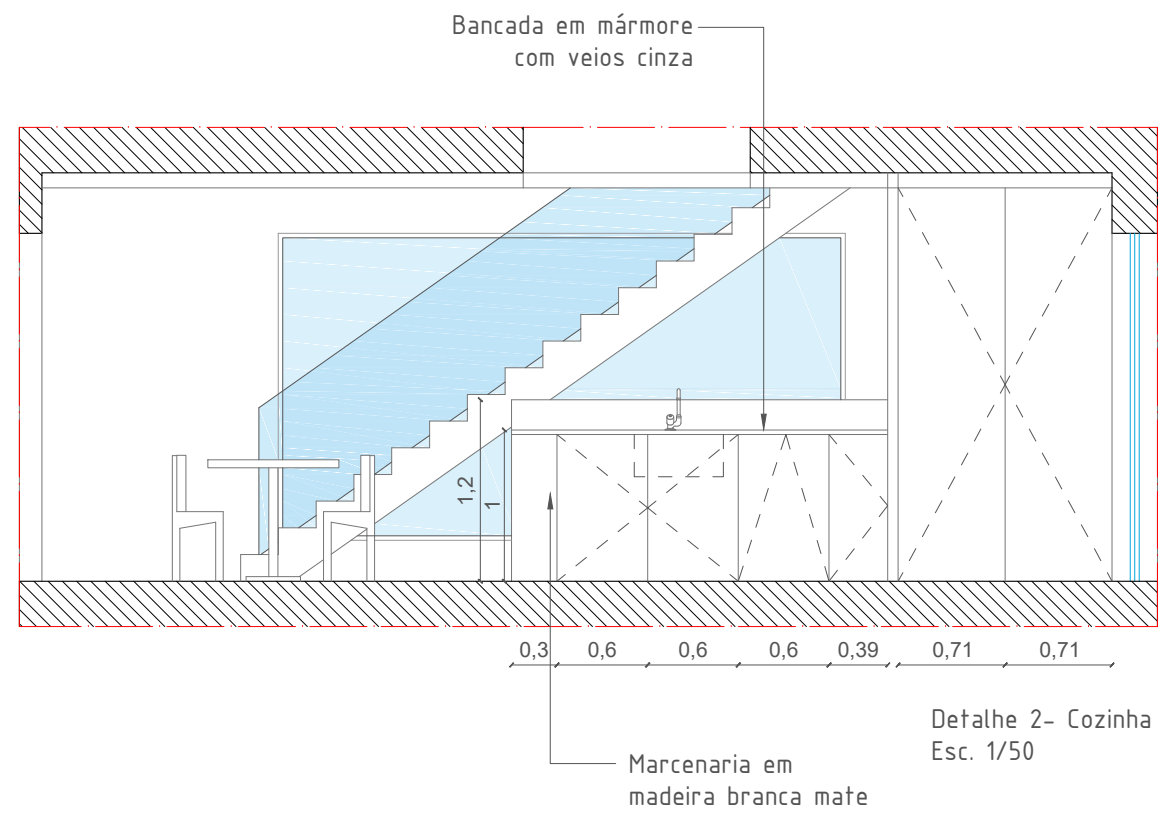 Bancada em mármore
com veios cinza
1,2
1
0,3 0,6 0,6 0,6 0,39 0,71 0,71
Detalhe 2- Cozinha
Esc. 1/50
Marcenaria em
madeira branca mate